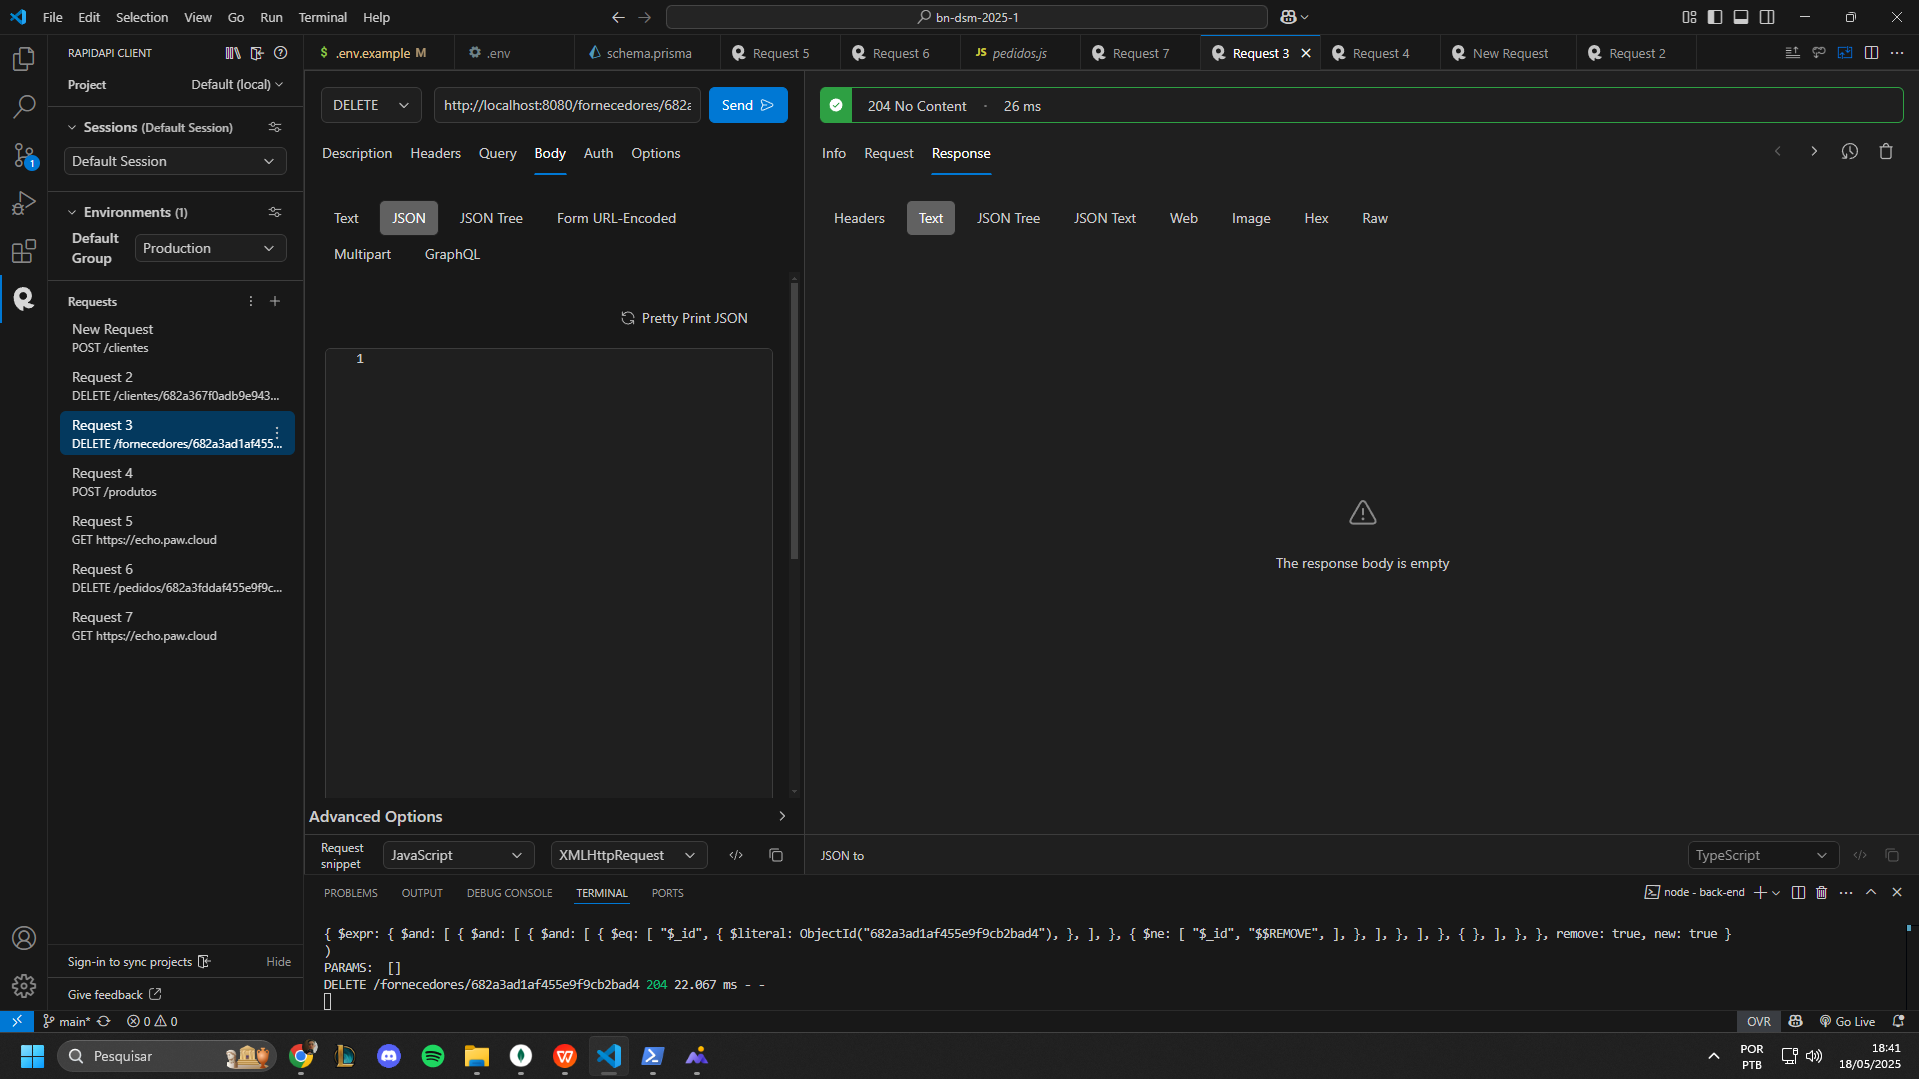 File Edit Selection View Go Run Terminal Help
bn-dsm-2025-1
RAPIDAPI CLIENT
$ .env.example M
.env
schema.prisma
Request 5
Request 6
JS pedidos.js
Request 7
Request 3
Request 4
New Request
Request 2
Project
Default (local)
Sessions (Default Session)
Default Session
Environments (1)
Default Group
Production
Requests
New Request
POST /clientes
Request 2
DELETE /clientes/682a367f0adb9e943...
Request 3
DELETE /fornecedores/682a3ad1af455...
Request 4
POST /produtos
Request 5
GET https://echo.paw.cloud
Request 6
DELETE /pedidos/682a3fddaf455e9f9c...
Request 7
GET https://echo.paw.cloud
Sign-in to sync projects
Hide
Give feedback
DELETE
http://localhost:8080/fornecedores/682a
Send
Description Headers Query Body Auth Options
Text JSON JSON Tree Form URL-Encoded
Multipart GraphQL
Pretty Print JSON
1
Advanced Options
Request snippet
JavaScript
XMLHttpRequest
204 No Content · 26 ms
Info Request Response
Headers Text JSON Tree JSON Text Web Image Hex Raw
The response body is empty
JSON to
TypeScript
PROBLEMS OUTPUT DEBUG CONSOLE TERMINAL PORTS
node - back-end
{ $expr: { $and: [ { $and: [ { $and: [ { $eq: [ "$_id", { $literal: ObjectId("682a3ad1af455e9f9cb2bad4"), }, ], }, { $ne: [ "$_id", "$$REMOVE", ], }, ], }, ], }, { }, ], }, }, remove: true, new: true }
)
PARAMS: []
DELETE /fornecedores/682a3ad1af455e9f9cb2bad4 204 22.067 ms - -
1
main*
0 0
OVR
Go Live
Pesquisar
POR
PTB
18:41
18/05/2025